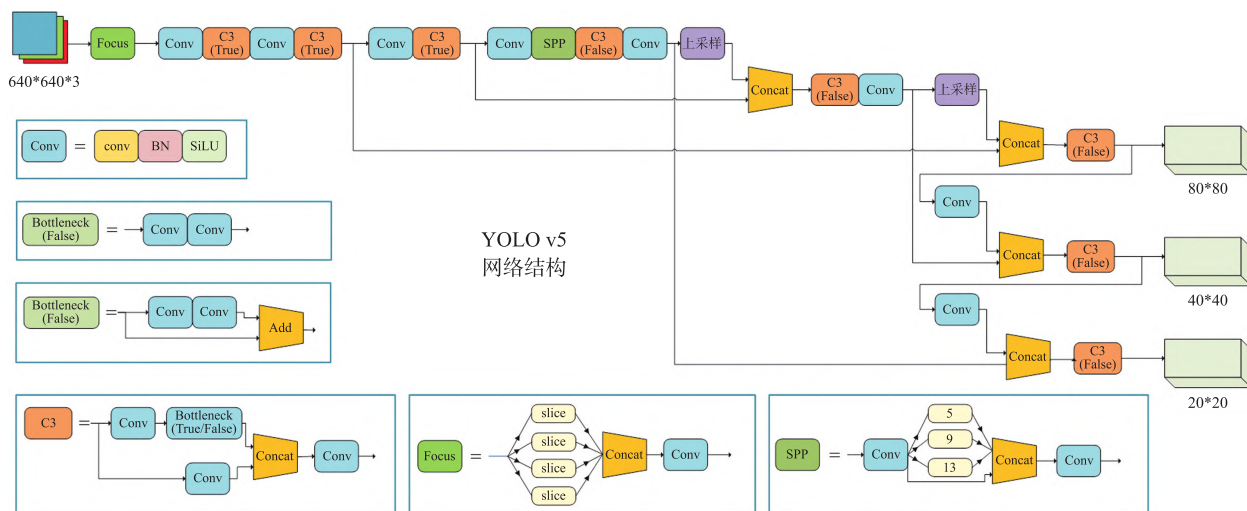 640*640*3
Focus
Conv
C3
(True)
Conv
C3
(True)
Conv
C3
(True)
Conv
SPP
C3
(False)
Conv
上采样
Concat
C3
(False)
Conv
上采样
Concat
C3
(False)
80*80
Conv
Concat
C3
(False)
40*40
Conv
Concat
C3
(False)
20*20
YOLO v5
网络结构
Conv = conv BN SiLU
Bottleneck
(False)
= Conv Conv
Bottleneck
(False)
= Conv Conv
Add
C3 = Conv
Bottleneck
(True/False)
Conv
Concat
Conv
Focus =
slice
slice
slice
slice
Concat
Conv
SPP = Conv
5
9
13
Concat
Conv